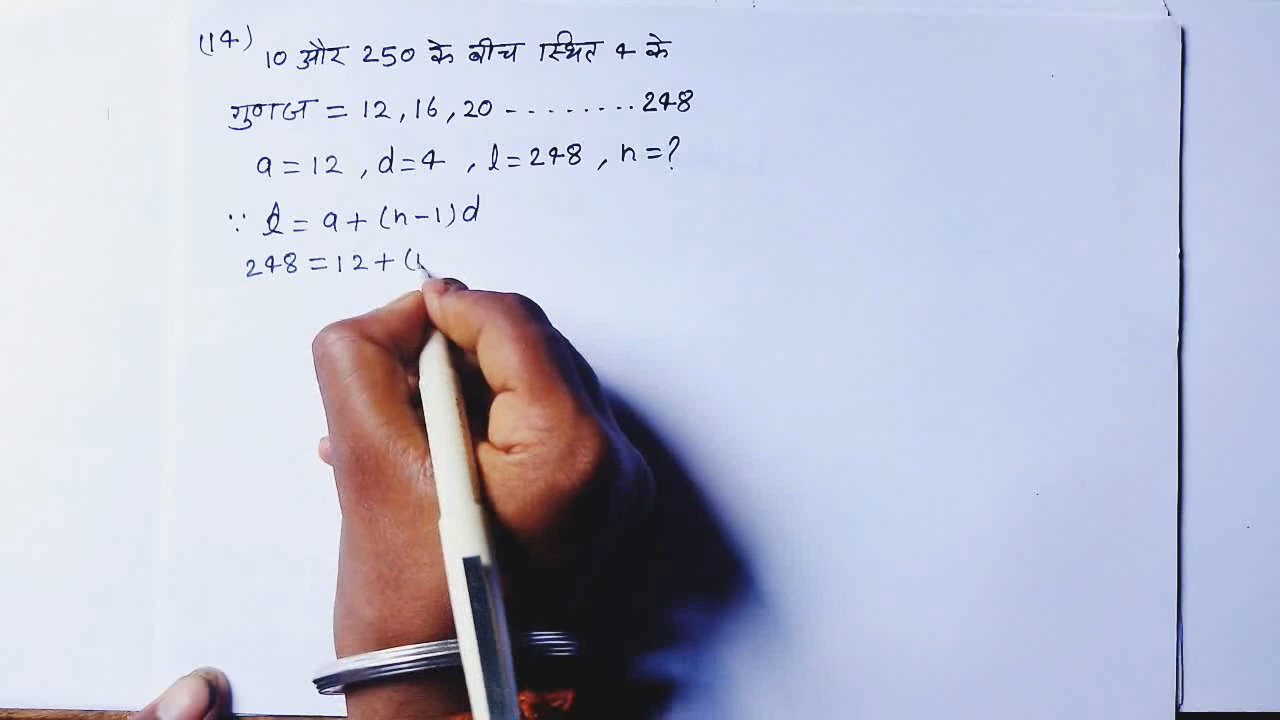 (14) 10 और 250 के बीच स्थित 4 के
गुणज = 12, 16, 20 - - - - - - - - 248
a = 12 , d = 4 , l = 248 , n = ?
∵ l = a + (n - 1) d
248 = 12 + (